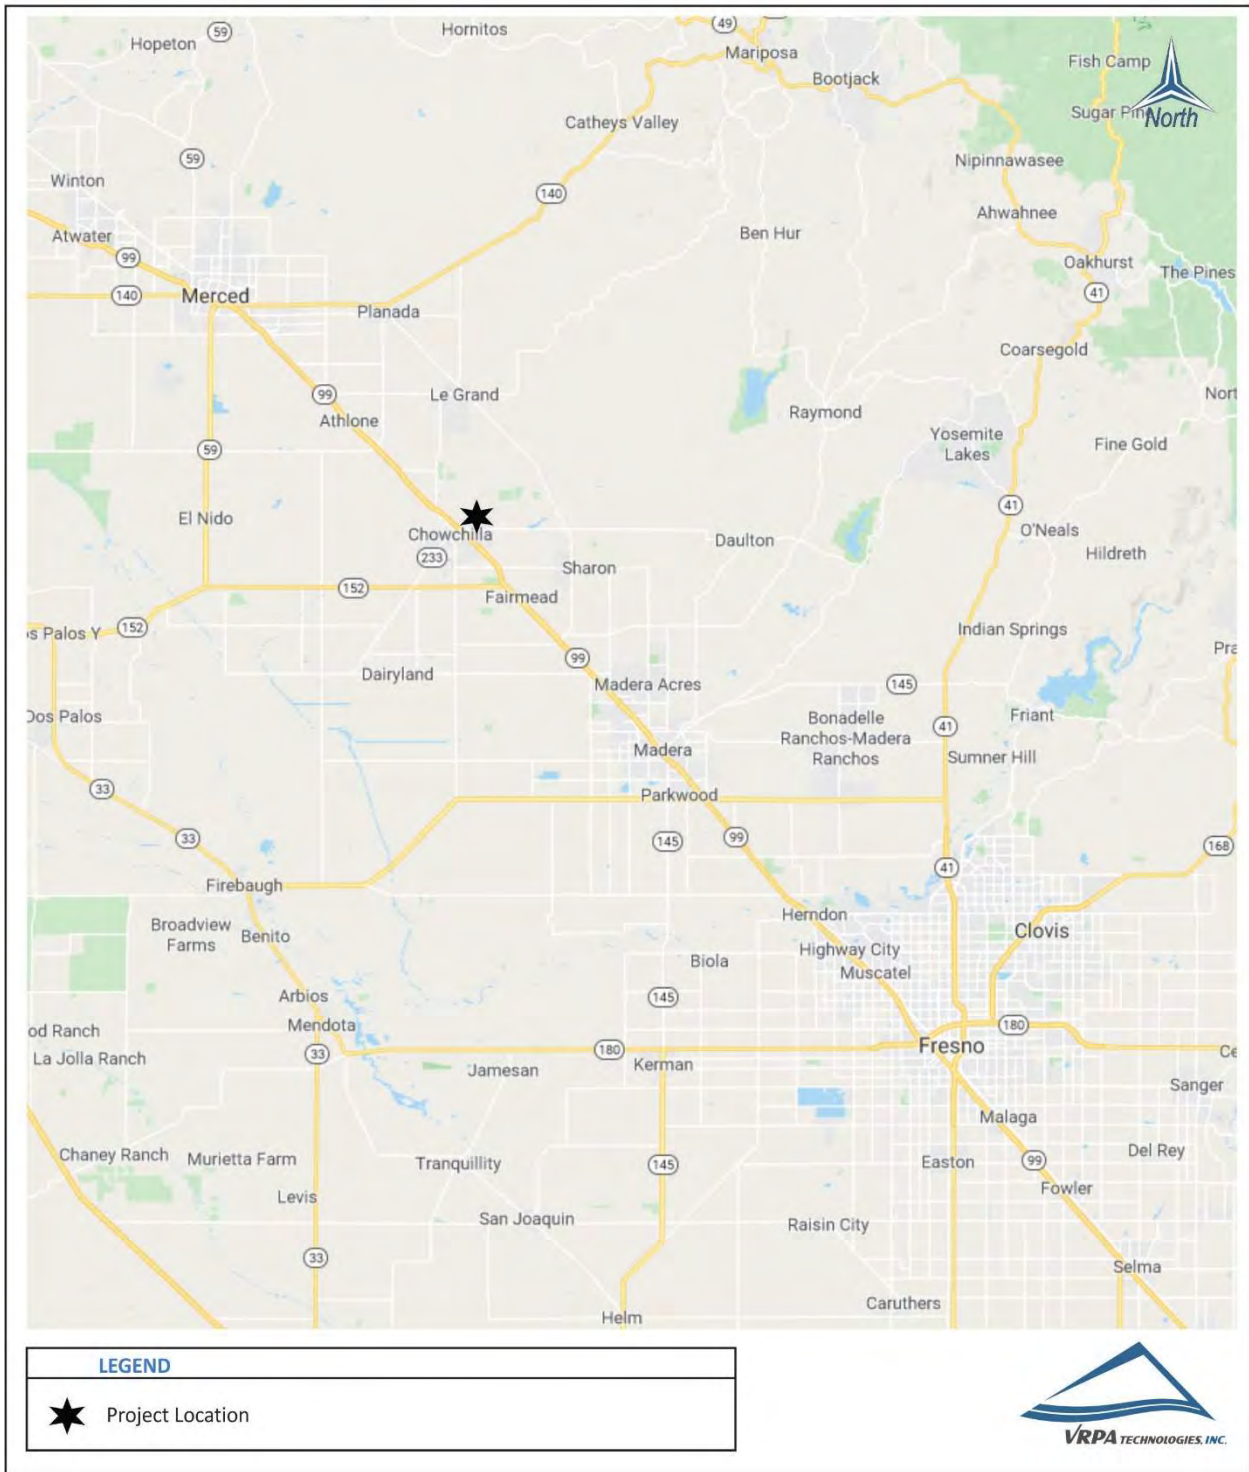 49
59
Hornitos
Hopeton
Mariposa
Fish Camp
Bootjack
Sugar Pine
North
Catheys Valley
59
Nipinnawasee
Winton
140
Ahwahnee
Atwater
Ben Hur
99
Oakhurst
The Pines
140
Merced
41
Planada
Coarsegold
99
Le Grand
Nort
Athlone
Raymond
Yosemite
Lakes
Fine Gold
59
41
El Nido
Chowchilla
O'Neals
Daulton
233
Hildreth
Sharon
152
Fairmead
152
Indian Springs
os Palos Y
Pra
99
Dairyland
Madera Acres
145
Dos Palos
Bonadelle
Ranchos-Madera
Ranchos
Friant
41
Madera
Sumner Hill
33
Parkwood
33
145
99
168
41
Firebaugh
Broadview
Farms
Herndon
Benito
Clovis
Highway City
Biola
Muscatel
Arbios
145
Mendota
od Ranch
180
33
La Jolla Ranch
180
Fresno
Ce
Jamesan
Kerman
Sanger
Malaga
Chaney Ranch
Murietta Farm
Tranquillity
145
Easton
99
Del Rey
Levis
Fowler
San Joaquin
Raisin City
33
Selma
Caruthers
Helm
LEGEND
Project Location
VRPA TECHNOLOGIES, INC.